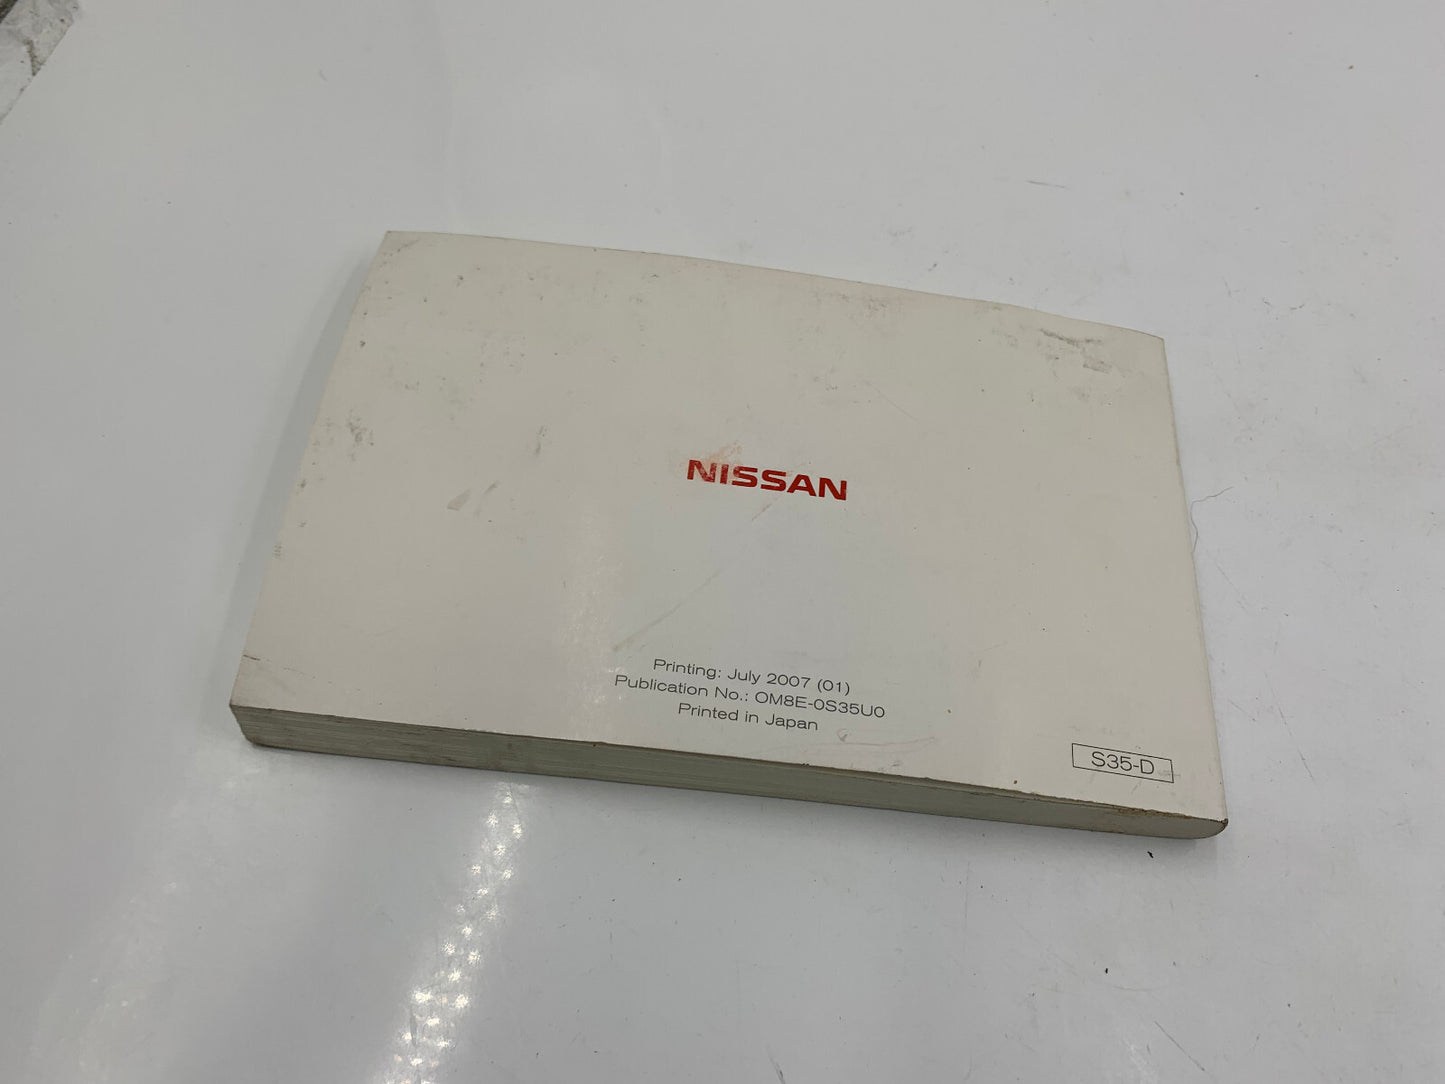 NISSAN
Printing: July 2007 (01)
Publication No.: OM8E-0S35U0
Printed in Japan
S35-D